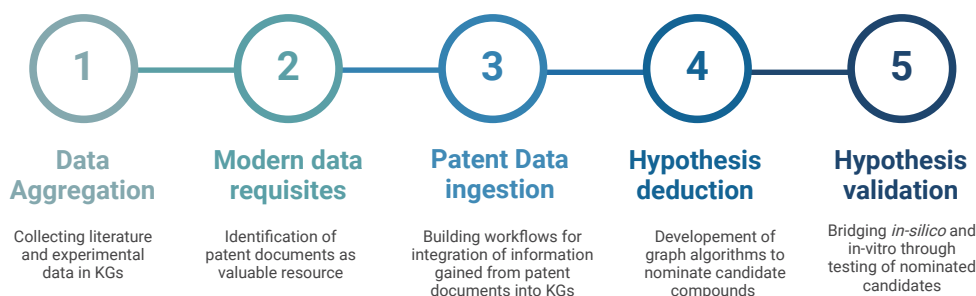 1
2
3
4
5
Data
Aggregation
Collecting literature
and experimental
data in KGs
Modern data
requisites
Identification of
patent documents as
valuable resource
Patent Data
ingestion
Building workflows for
integration of information
gained from patent
documents into KGs
Hypothesis
deduction
Developement of
graph algorithms to
nominate candidate
compounds
Hypothesis
validation
Bridging in-silico and
in-vitro through
testing of nominated
candidates